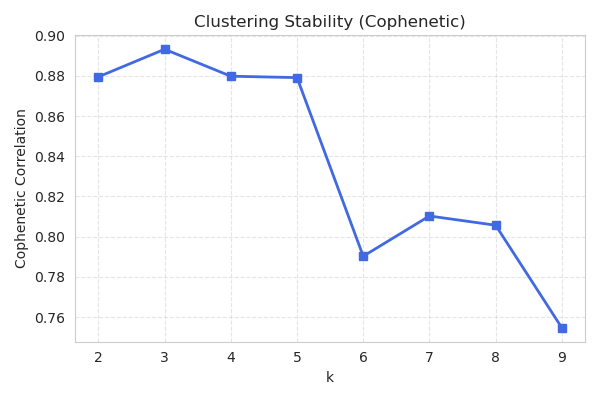 Clustering Stability (Cophenetic)
0.90
0.88
0.86
0.84
0.82
0.80
0.78
0.76
Cophenetic Correlation
2 3 4 5 6 7 8 9
k